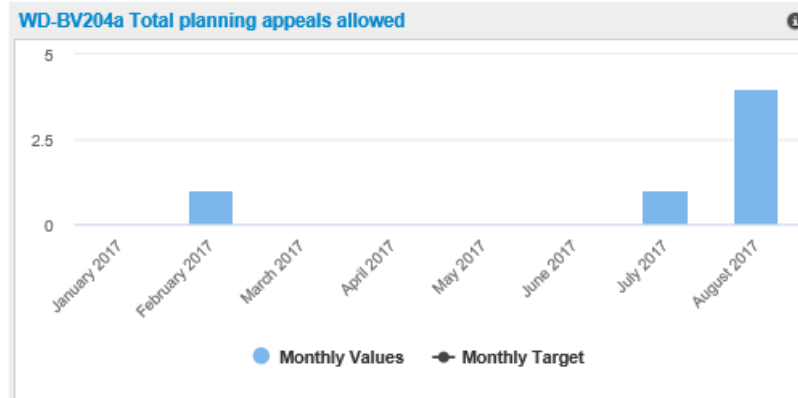 WD-BV204a Total planning appeals allowed
5
2.5
0
January 2017
February 2017
March 2017
April 2017
May 2017
June 2017
July 2017
August 2017
Monthly Values
Monthly Target